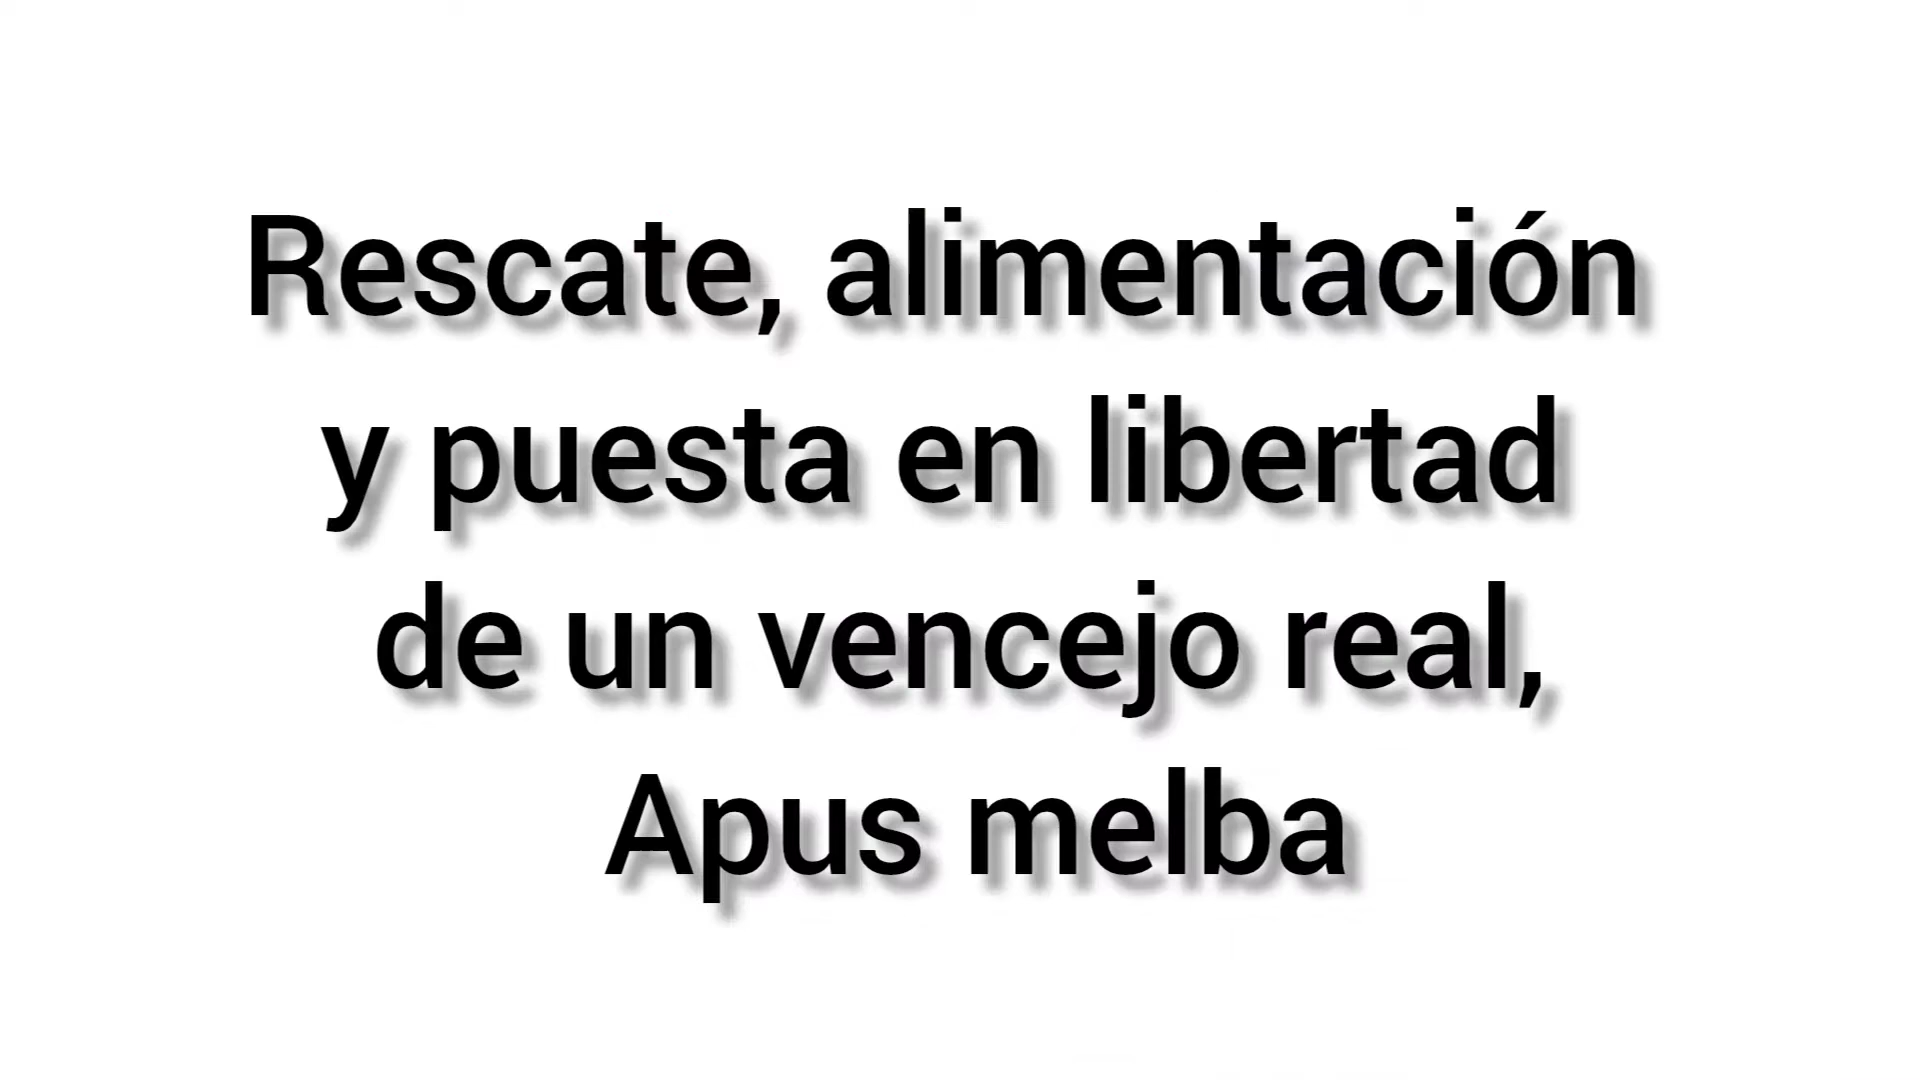 Rescate, alimentación
y puesta en libertad
de un vencejo real,
Apus melba